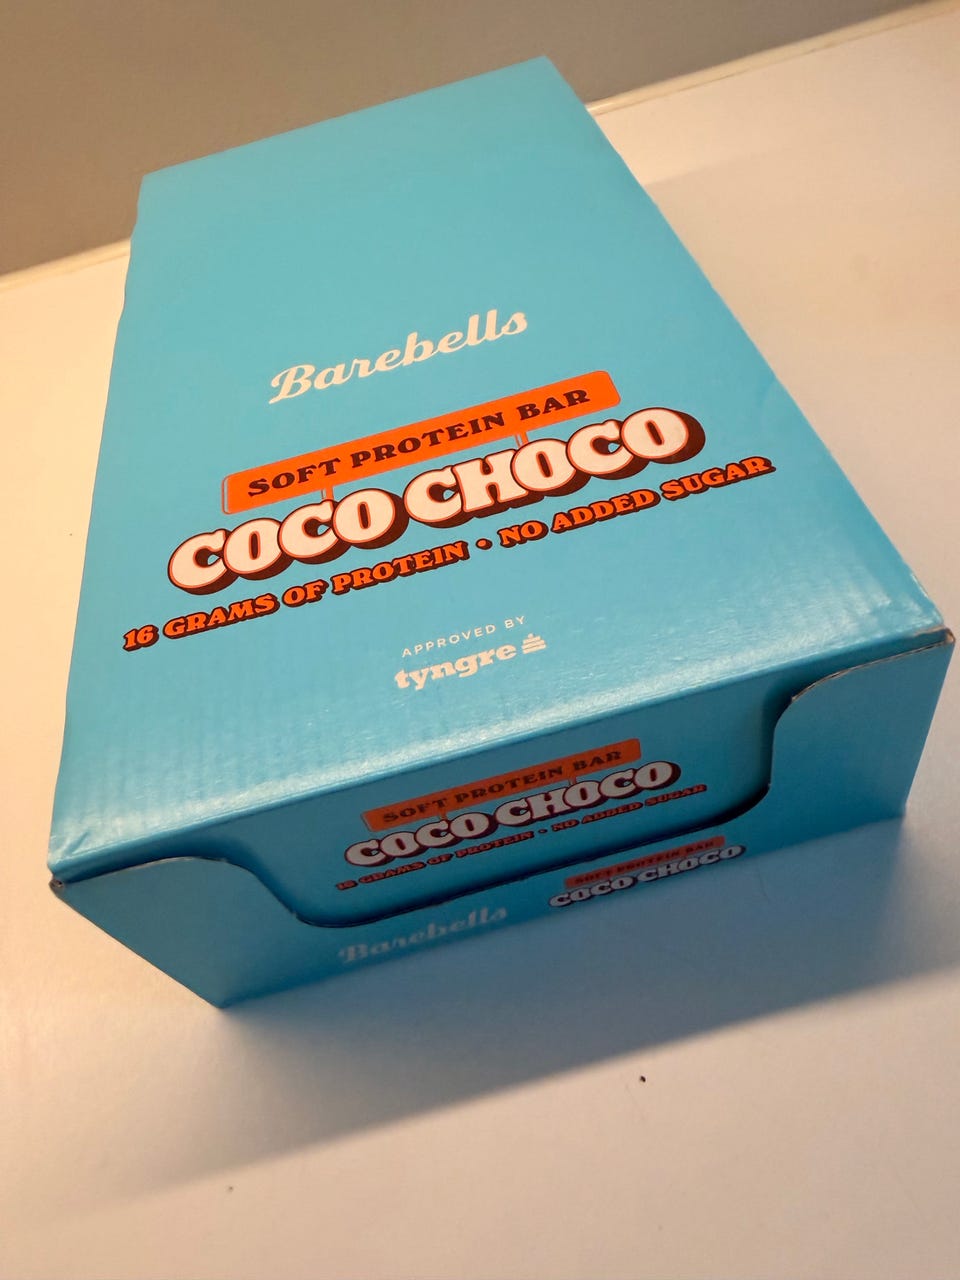 Barebells
SOFT PROTEIN BAR
COCO CHOCO
16 GRAMS OF PROTEIN • NO ADDED SUGAR
APPROVED BY
tyngre
SOFT PROTEIN BAR
COCO CHOCO
16 GRAMS OF PROTEIN • NO ADDED SUGAR
Barebells
SOFT PROTEIN BAR
COCO CHOCO